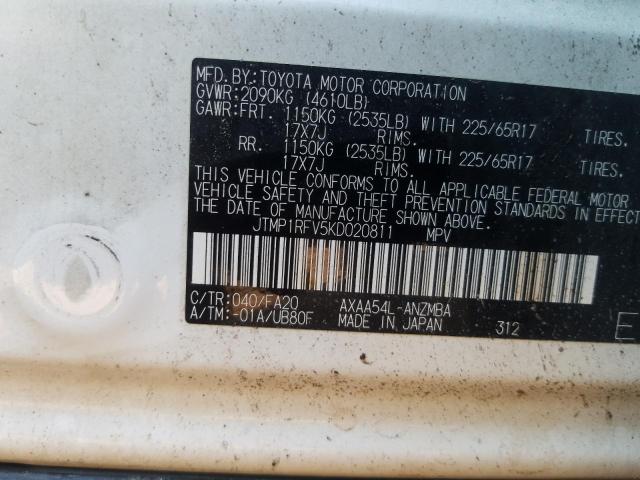 MFD. BY: TOYOTA MOTOR CORPORATION
GVWR: 2090KG (4610LB)
GAWR: FRT. 1150KG (2535LB) WITH 225/65R17 TIRES.
17X7J RIMS.
RR. 1150KG (2535LB) WITH 225/65R17 TIRES.
17X7J RIMS.
THIS VEHICLE CONFORMS TO ALL APPLICABLE FEDERAL MOTOR
VEHICLE SAFETY AND THEFT PREVENTION STANDARDS IN EFFECT
THE DATE OF MANUFACTURE SHOWN ABOVE.
JTMP1RFV5KD020811 MPV
C/TR: 040/FA20 AXAA54L-ANZMBA
A/TM: -01A/UB80F MADE IN JAPAN 312 E